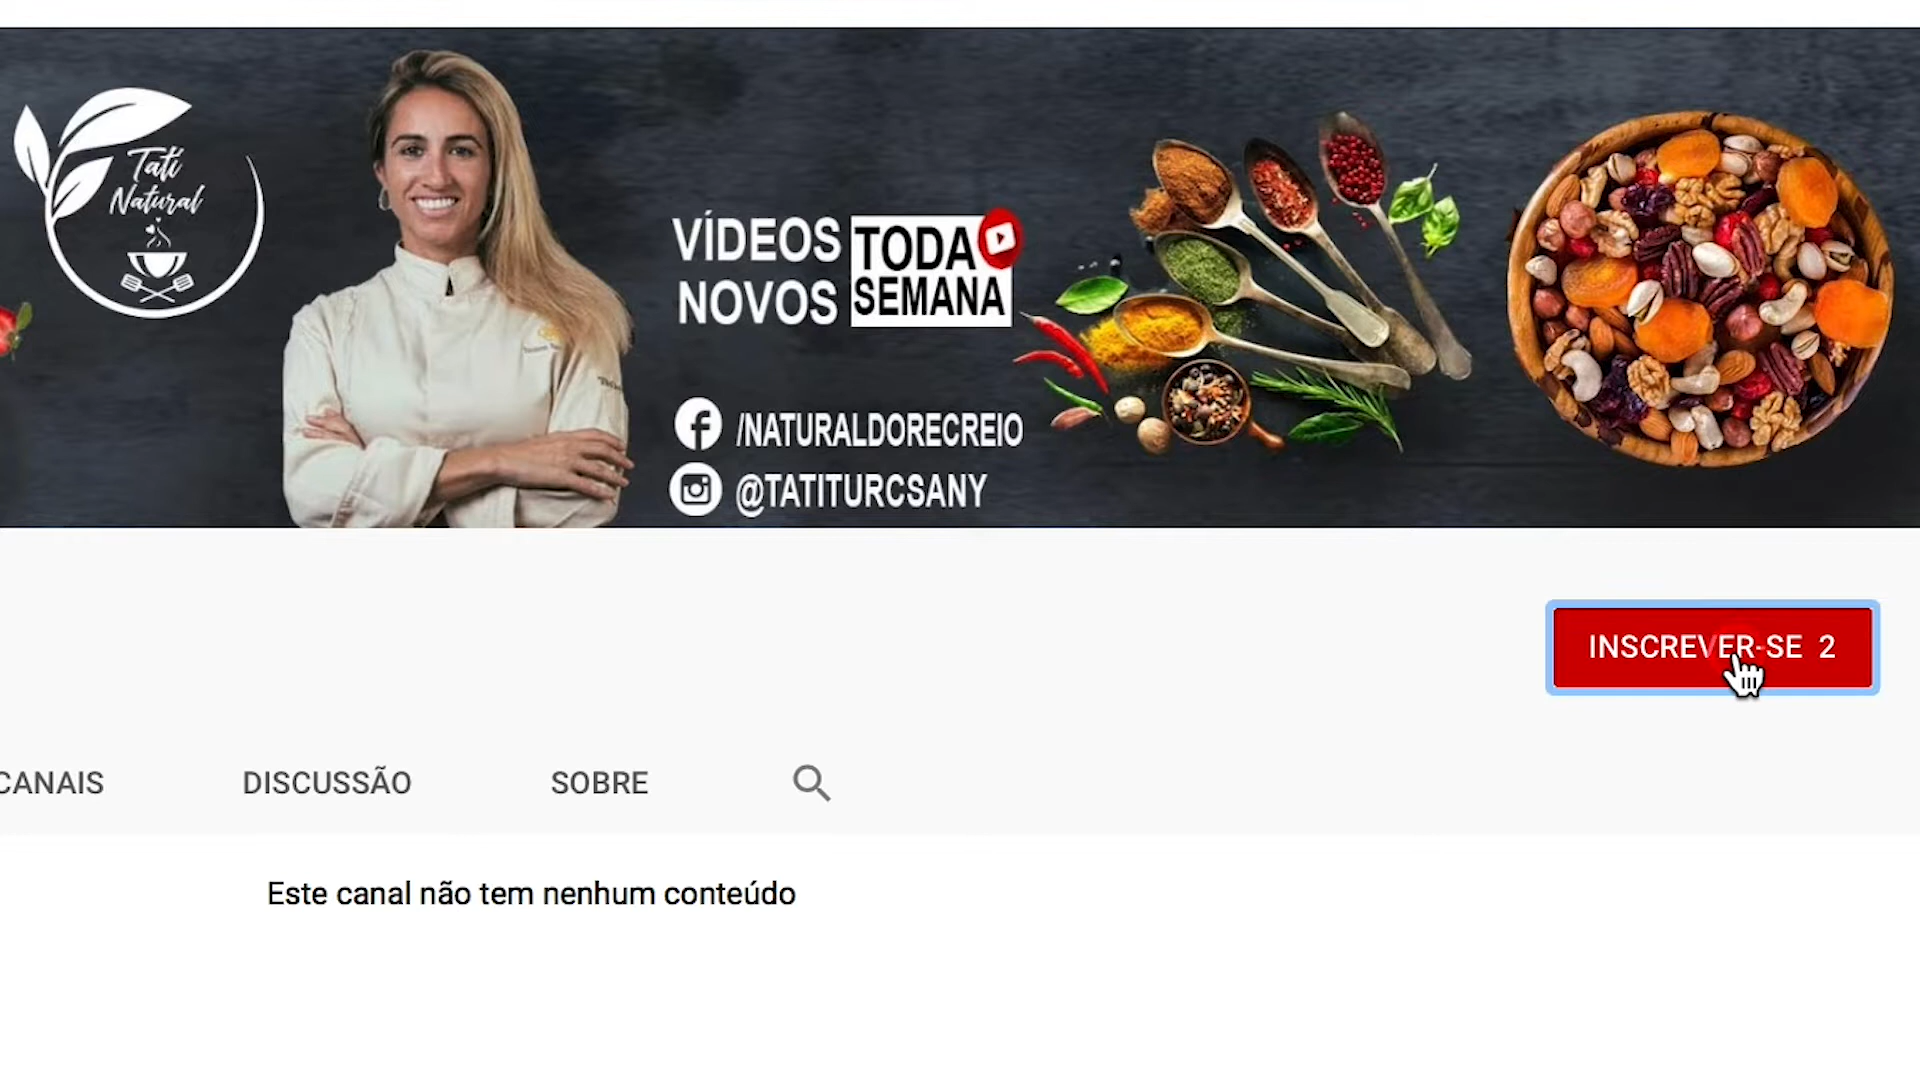 Tati
Natural
VÍDEOS
NOVOS
TODA
SEMANA
/NATURALDORECREIO
@TATITURCSANY
INSCREVER-SE 2
CANAIS
DISCUSSÃO
SOBRE
Este canal não tem nenhum conteúdo